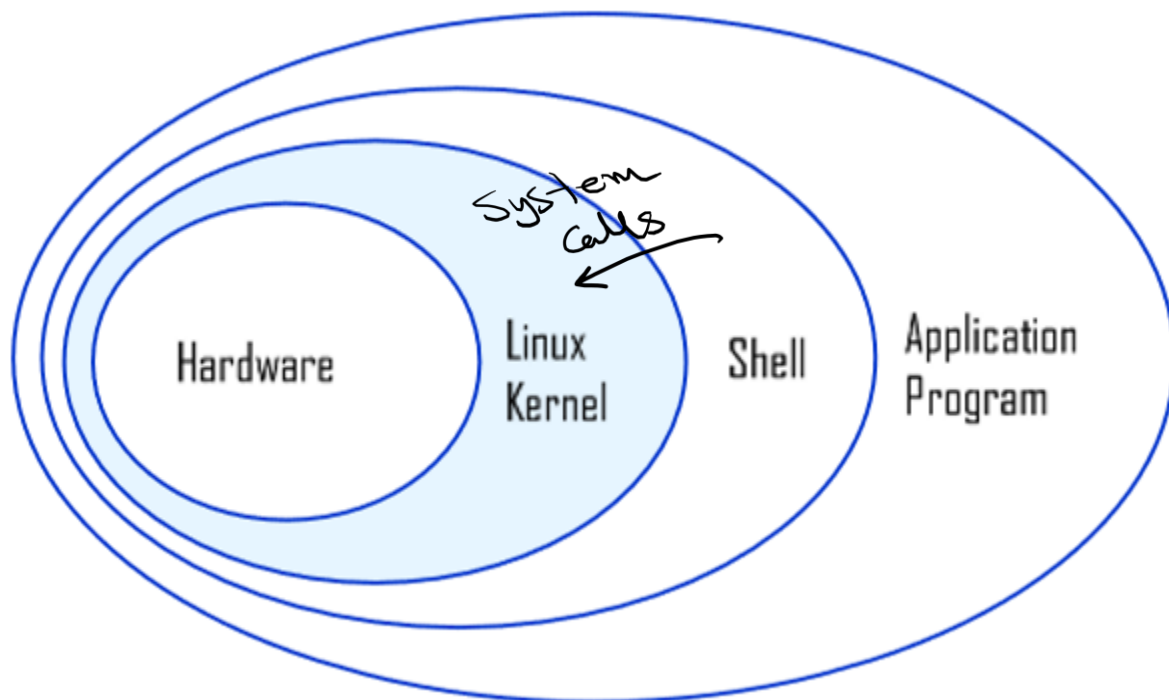 System
Calls
Hardware
Linux
Kernel
Shell
Application
Program